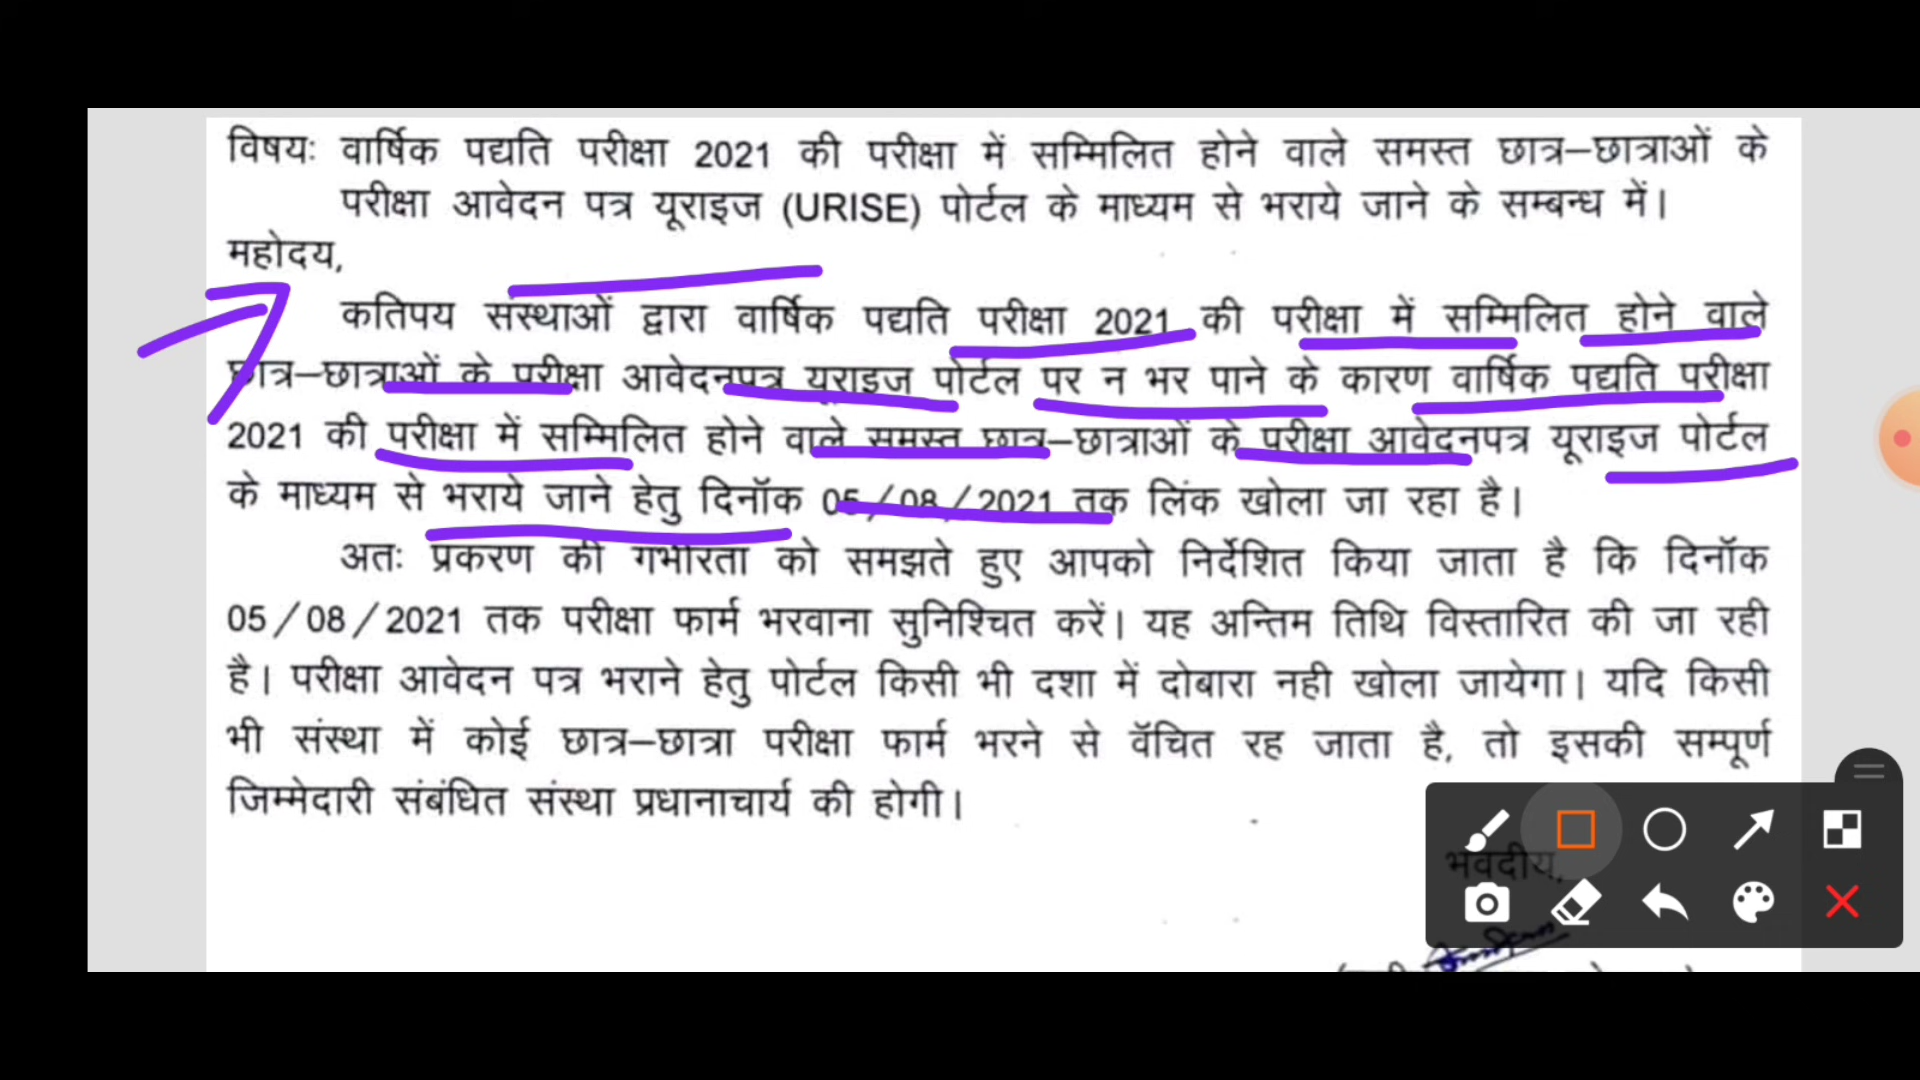 विषयः वार्षिक पद्यति परीक्षा 2021 की परीक्षा में सम्मिलित होने वाले समस्त छात्र–छात्राओं के
परीक्षा आवेदन पत्र यूराइज (URISE) पोर्टल के माध्यम से भराये जाने के सम्बन्ध में।
महोदय,
कतिपय संस्थाओं द्वारा वार्षिक पद्यति परीक्षा 2021 की परीक्षा में सम्मिलित होने वाले
छात्र–छात्राओं के परीक्षा आवेदनपत्र यूराइज पोर्टल पर न भर पाने के कारण वार्षिक पद्यति परीक्षा
2021 की परीक्षा में सम्मिलित होने वाले समस्त छात्र–छात्राओं के परीक्षा आवेदनपत्र यूराइज पोर्टल
के माध्यम से भराये जाने हेतु दिनॉक 05/08/2021 तक लिंक खोला जा रहा है।
अतः प्रकरण की गंभीरता को समझते हुए आपको निर्देशित किया जाता है कि दिनॉक
05/08/2021 तक परीक्षा फार्म भरवाना सुनिश्चित करें। यह अन्तिम तिथि विस्तारित की जा रही
है। परीक्षा आवेदन पत्र भराने हेतु पोर्टल किसी भी दशा में दोबारा नही खोला जायेगा। यदि किसी
भी संस्था में कोई छात्र–छात्रा परीक्षा फार्म भरने से वॅचित रह जाता है, तो इसकी सम्पूर्ण
जिम्मेदारी संबंधित संस्था प्रधानाचार्य की होगी।
भवदीय,